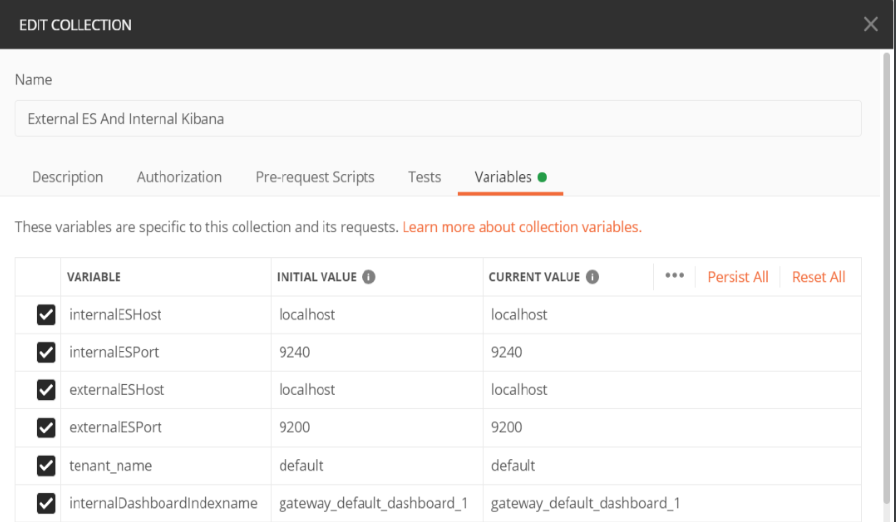 EDIT COLLECTION
Name
External ES And Internal Kibana
Description Authorization Pre-request Scripts Tests Variables
These variables are specific to this collection and its requests. Learn more about collection variables.
VARIABLE INITIAL VALUE CURRENT VALUE Persist All Reset All
internalESHost localhost localhost
internalESPort 9240 9240
externalESHost localhost localhost
externalESPort 9200 9200
tenant_name default default
internalDashboardIndexname gateway_default_dashboard_1 gateway_default_dashboard_1